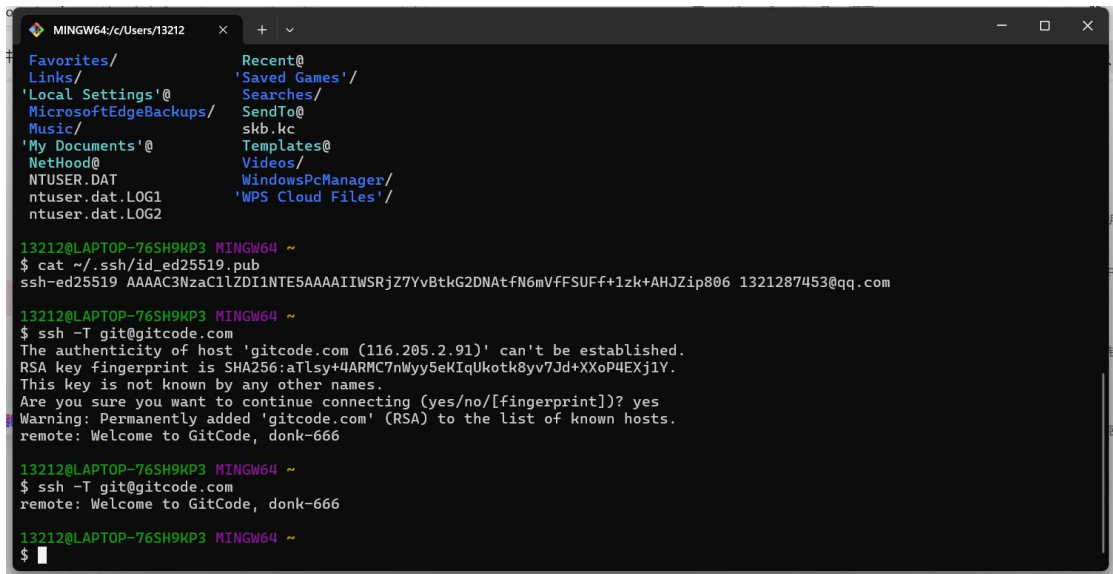 MINGW64:/c/Users/13212
Favorites/ Recent@
Links/ 'Saved Games'/
'Local Settings'@ Searches/
MicrosoftEdgeBackups/ SendTo@
Music/ skb.kc
'My Documents'@ Templates@
NetHood@ Videos/
NTUSER.DAT WindowsPcManager/
ntuser.dat.LOG1 'WPS Cloud Files'/
ntuser.dat.LOG2
13212@LAPTOP-76SH9KP3 MINGW64 ~
$ cat ~/.ssh/id_ed25519.pub
ssh-ed25519 AAAAC3NzaC1lZDI1NTE5AAAAIIWSRjZ7YvBtkG2DNAtfN6mVfFSUFf+1zk+AHJZip806 1321287453@qq.com
13212@LAPTOP-76SH9KP3 MINGW64 ~
$ ssh -T git@gitcode.com
The authenticity of host 'gitcode.com (116.205.2.91)' can't be established.
RSA key fingerprint is SHA256:aTlsy+4ARMC7nWyy5eKIqUkotk8yv7Jd+XXoP4EXj1Y.
This key is not known by any other names.
Are you sure you want to continue connecting (yes/no/[fingerprint])? yes
Warning: Permanently added 'gitcode.com' (RSA) to the list of known hosts.
remote: Welcome to GitCode, donk-666
13212@LAPTOP-76SH9KP3 MINGW64 ~
$ ssh -T git@gitcode.com
remote: Welcome to GitCode, donk-666
13212@LAPTOP-76SH9KP3 MINGW64 ~
$